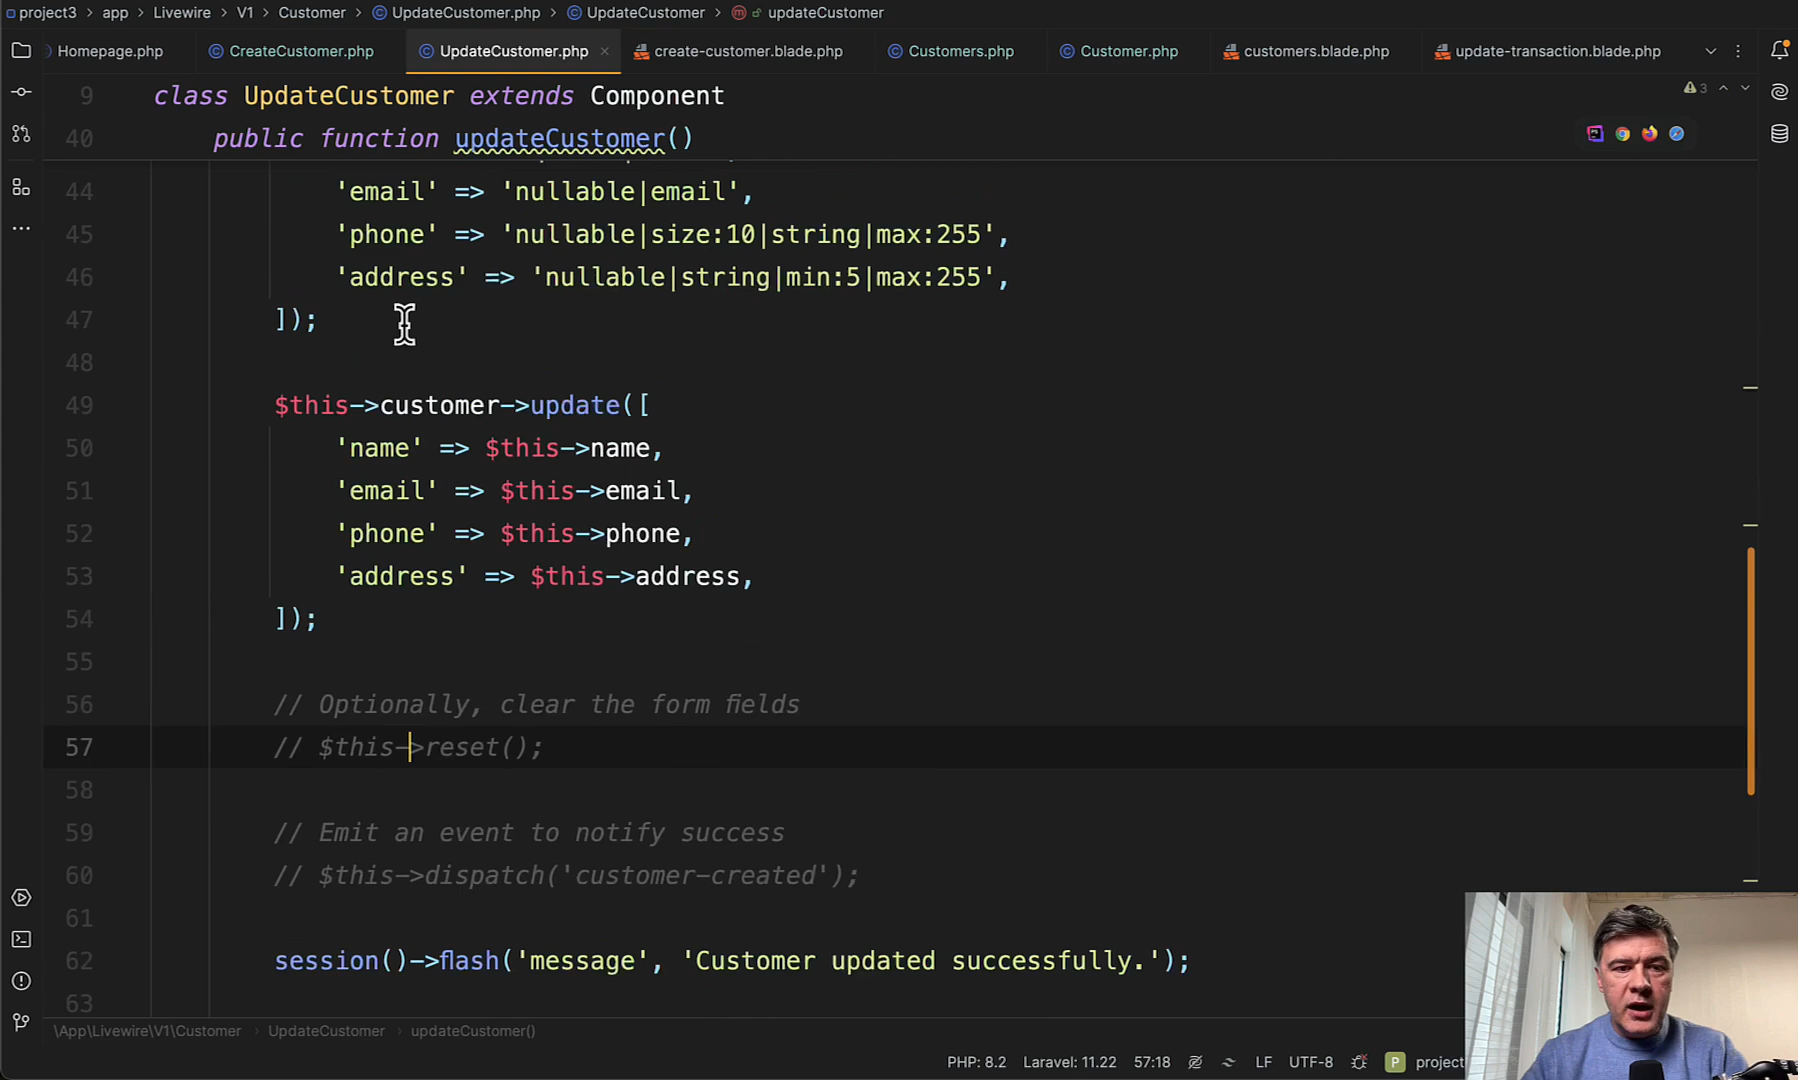 project3 > app > Livewire > V1 > Customer > UpdateCustomer.php > UpdateCustomer > updateCustomer
Homepage.php CreateCustomer.php UpdateCustomer.php create-customer.blade.php Customers.php Customer.php customers.blade.php update-transaction.blade.php
9 class UpdateCustomer extends Component
3
40 public function updateCustomer()
44 'email' => 'nullable|email',
45 'phone' => 'nullable|size:10|string|max:255',
46 'address' => 'nullable|string|min:5|max:255',
47 ]);
48
49 $this->customer->update([
50 'name' => $this->name,
51 'email' => $this->email,
52 'phone' => $this->phone,
53 'address' => $this->address,
54 ]);
55
56 // Optionally, clear the form fields
57 // $this->reset();
58
59 // Emit an event to notify success
60 // $this->dispatch('customer-created');
61
62 session()->flash('message', 'Customer updated successfully.');
63
\App\Livewire\V1\Customer > UpdateCustomer > updateCustomer()
PHP: 8.2 Laravel: 11.22 57:18 LF UTF-8 P project